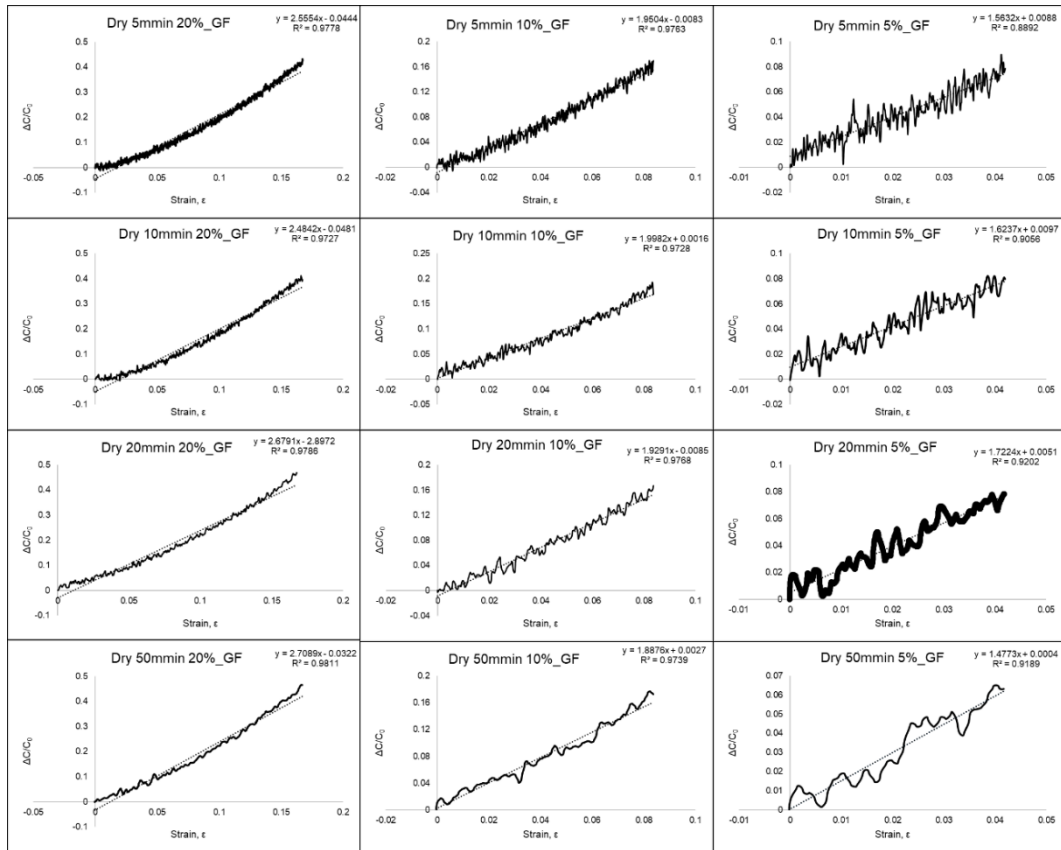 Dry 5mmin 20%_GF
y = 2.5554x - 0.0444
R² = 0.9778
0.5
0.4
0.3
0.2
0.1
0
-0.1
ΔC/C₀
-0.05 0 0.05 0.1 0.15 0.2
Strain, ε
Dry 5mmin 10%_GF
y = 1.9504x - 0.0083
R² = 0.9763
0.2
0.16
0.12
0.08
0.04
0
-0.04
ΔC/C₀
-0.02 0 0.02 0.04 0.06 0.08 0.1
Strain, ε
Dry 5mmin 5%_GF
y = 1.5632x + 0.0088
R² = 0.8892
0.1
0.08
0.06
0.04
0.02
0
-0.02
ΔC/C₀
-0.01 0 0.01 0.02 0.03 0.04 0.05
Strain, ε
Dry 10mmin 20%_GF
y = 2.4842x - 0.0481
R² = 0.9727
0.5
0.4
0.3
0.2
0.1
0
-0.1
ΔC/C₀
-0.05 0 0.05 0.1 0.15 0.2
Strain, ε
Dry 10mmin 10%_GF
y = 1.9982x + 0.0016
R² = 0.9728
0.25
0.2
0.15
0.1
0.05
0
-0.05
ΔC/C₀
-0.02 0 0.02 0.04 0.06 0.08 0.1
Strain, ε
Dry 10mmin 5%_GF
y = 1.6237x + 0.0097
R² = 0.9056
0.1
0.08
0.06
0.04
0.02
0
-0.02
ΔC/C₀
-0.01 0 0.01 0.02 0.03 0.04 0.05
Strain, ε
Dry 20mmin 20%_GF
y = 2.6791x - 2.8972
R² = 0.9786
0.5
0.4
0.3
0.2
0.1
0
-0.1
ΔC/C₀
0 0.05 0.1 0.15 0.2
Strain, ε
Dry 20mmin 10%_GF
y = 1.9291x - 0.0085
R² = 0.9768
0.2
0.16
0.12
0.08
0.04
0
-0.04
ΔC/C₀
-0.02 0 0.02 0.04 0.06 0.08 0.1
Strain, ε
Dry 20mmin 5%_GF
y = 1.7224x + 0.0051
R² = 0.9202
0.1
0.08
0.06
0.04
0.02
0
-0.02
ΔC/C₀
-0.01 0 0.01 0.02 0.03 0.04 0.05
Strain, ε
Dry 50mmin 20%_GF
y = 2.7089x - 0.0322
R² = 0.9811
0.5
0.4
0.3
0.2
0.1
0
-0.1
ΔC/C₀
-0.05 0 0.05 0.1 0.15 0.2
Strain, ε
Dry 50mmin 10%_GF
y = 1.8876x + 0.0027
R² = 0.9739
0.2
0.16
0.12
0.08
0.04
0
ΔC/C₀
-0.02 0 0.02 0.04 0.06 0.08 0.1
Strain, ε
Dry 50mmin 5%_GF
y = 1.4773x + 0.0004
R² = 0.9189
0.07
0.06
0.05
0.04
0.03
0.02
0.01
0
ΔC/C₀
-0.01 0 0.01 0.02 0.03 0.04 0.05
Strain, ε